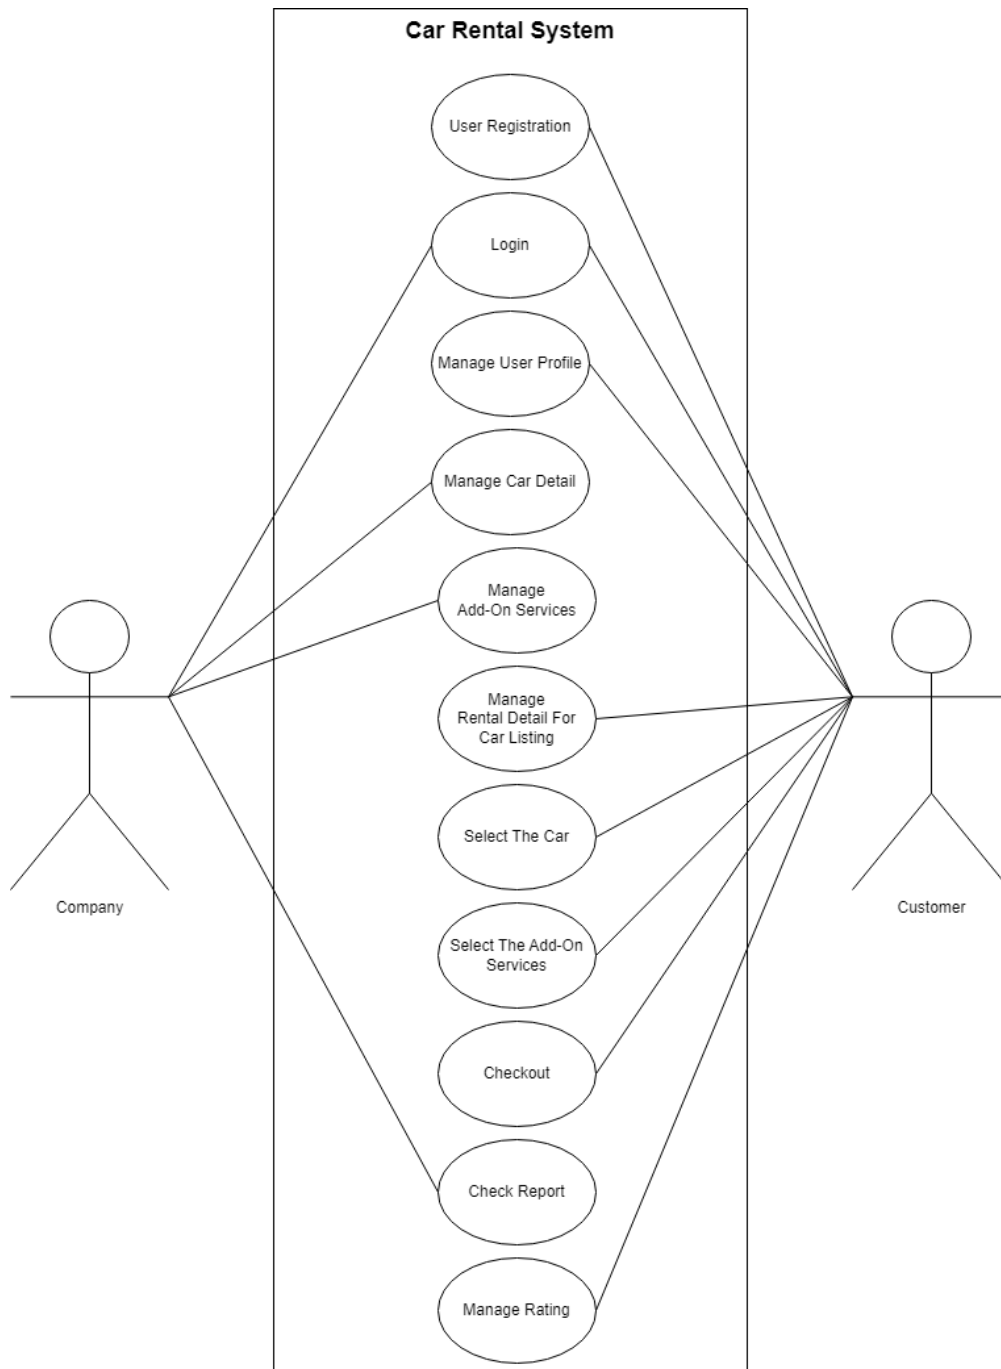 Car Rental System
User Registration
Login
Manage User Profile
Manage Car Detail
Manage
Add-On Services
Manage
Rental Detail For
Car Listing
Select The Car
Select The Add-On
Services
Checkout
Check Report
Manage Rating
Company
Customer